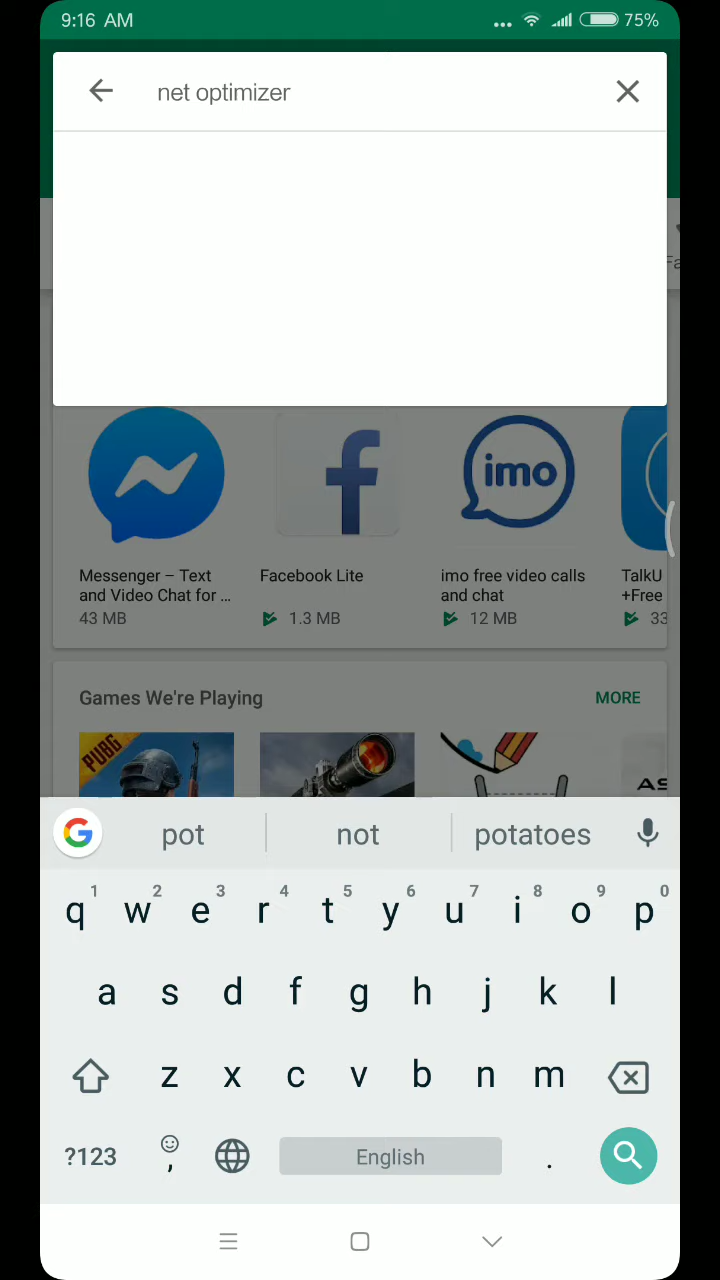 9:16 AM
75%
net optimizer
Fa
f
imo
Messenger – Text
and Video Chat for ...
43 MB
Facebook Lite
1.3 MB
imo free video calls
and chat
12 MB
TalkU
+Free
33
Games We're Playing
MORE
PUBG
AS
G
pot
not
potatoes
q 1 w 2 e 3 r 4 t 5 y 6 u 7 i 8 o 9 p 0
a s d f g h j k l
z x c v b n m
?123
,
English
.